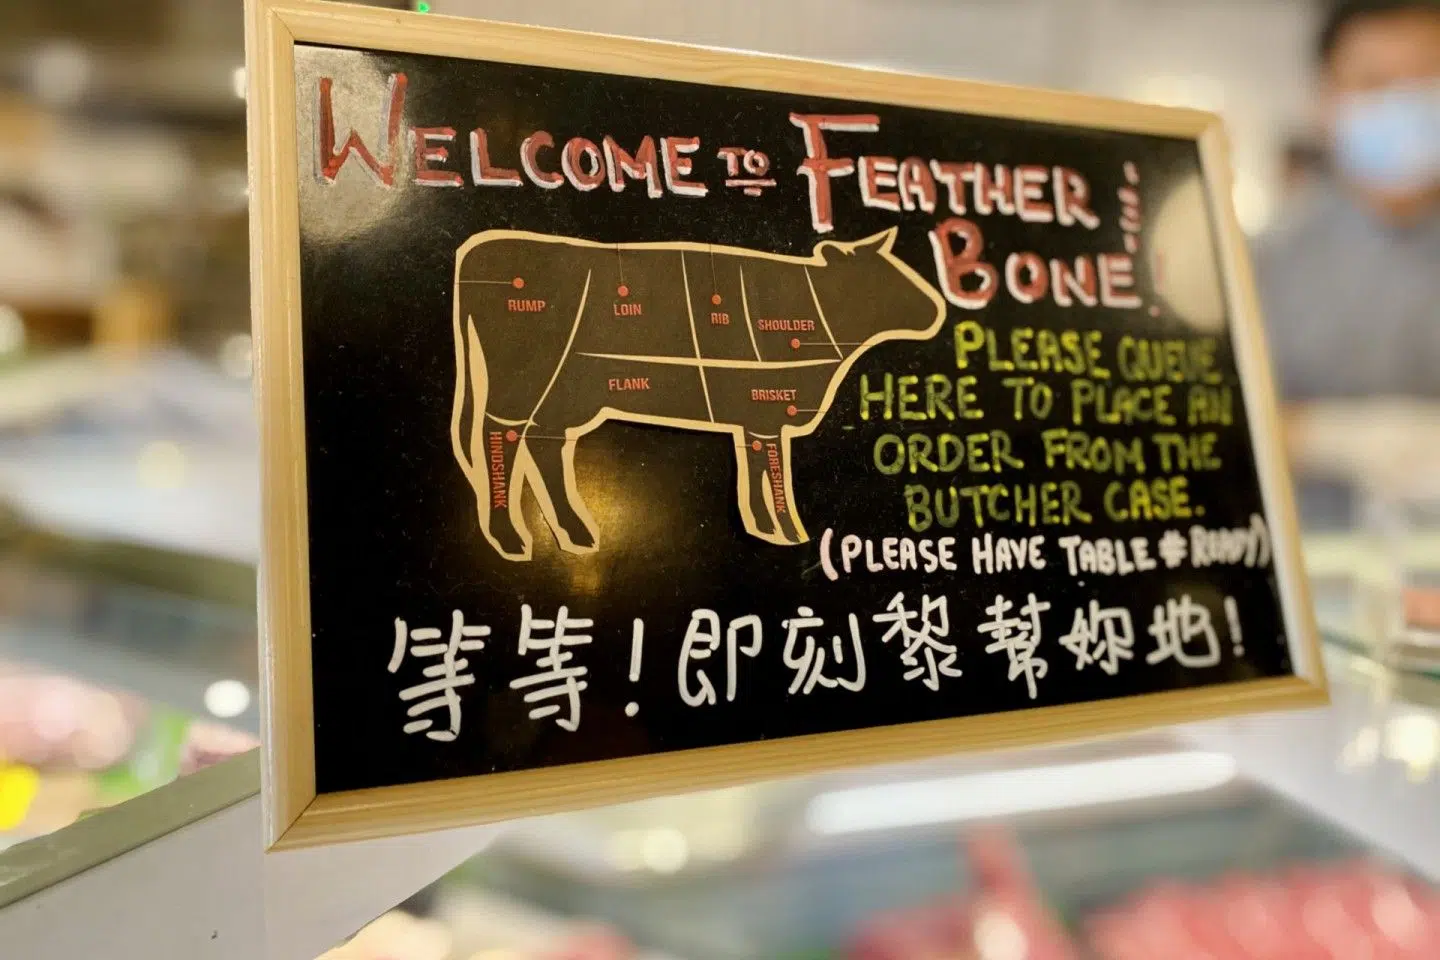 WELCOME TO FEATHER
BONE!
RUMP
LOIN
RIB
SHOULDER
FLANK
BRISKET
HINDSHANK
FORESHANK
PLEASE QUEUE
HERE TO PLACE AN
ORDER FROM THE
BUTCHER CASE.
(PLEASE HAVE TABLE # READY)
等等!即刻黎幫妳地!